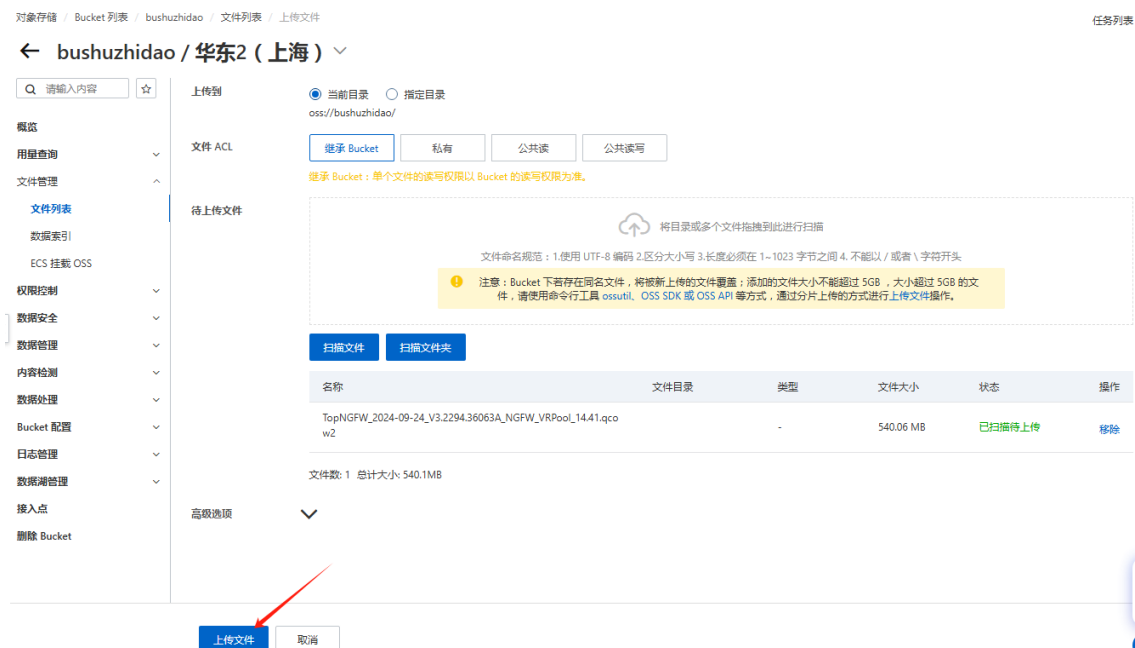 对象存储 / Bucket 列表 / bushuzhidao / 文件列表 / 上传文件
任务列表
← bushuzhidao / 华东2（上海）
请输入内容
概览
用量查询
文件管理
文件列表
数据索引
ECS 挂载 OSS
权限控制
数据安全
数据管理
内容检测
数据处理
Bucket 配置
日志管理
数据湖管理
接入点
删除 Bucket
上传到
当前目录 指定目录
oss://bushuzhidao/
文件 ACL
继承 Bucket 私有 公共读 公共读写
继承 Bucket：单个文件的读写权限以 Bucket 的读写权限为准。
待上传文件
将目录或多个文件拖拽到此进行扫描
文件命名规范：1.使用 UTF-8 编码 2.区分大小写 3.长度必须在 1~1023 字节之间 4. 不能以 / 或者 \ 字符开头
注意：Bucket 下若存在同名文件，将被新上传的文件覆盖；添加的文件大小不能超过 5GB ，大小超过 5GB 的文
件，请使用命令行工具 ossutil、OSS SDK 或 OSS API 等方式，通过分片上传的方式进行上传文件操作。
扫描文件 扫描文件夹
名称 文件目录 类型 文件大小 状态 操作
TopNGFW_2024-09-24_V3.2294.36063A_NGFW_VRPool_14.41.qco
w2
- 540.06 MB 已扫描待上传 移除
文件数: 1 总计大小: 540.1MB
高级选项
上传文件 取消